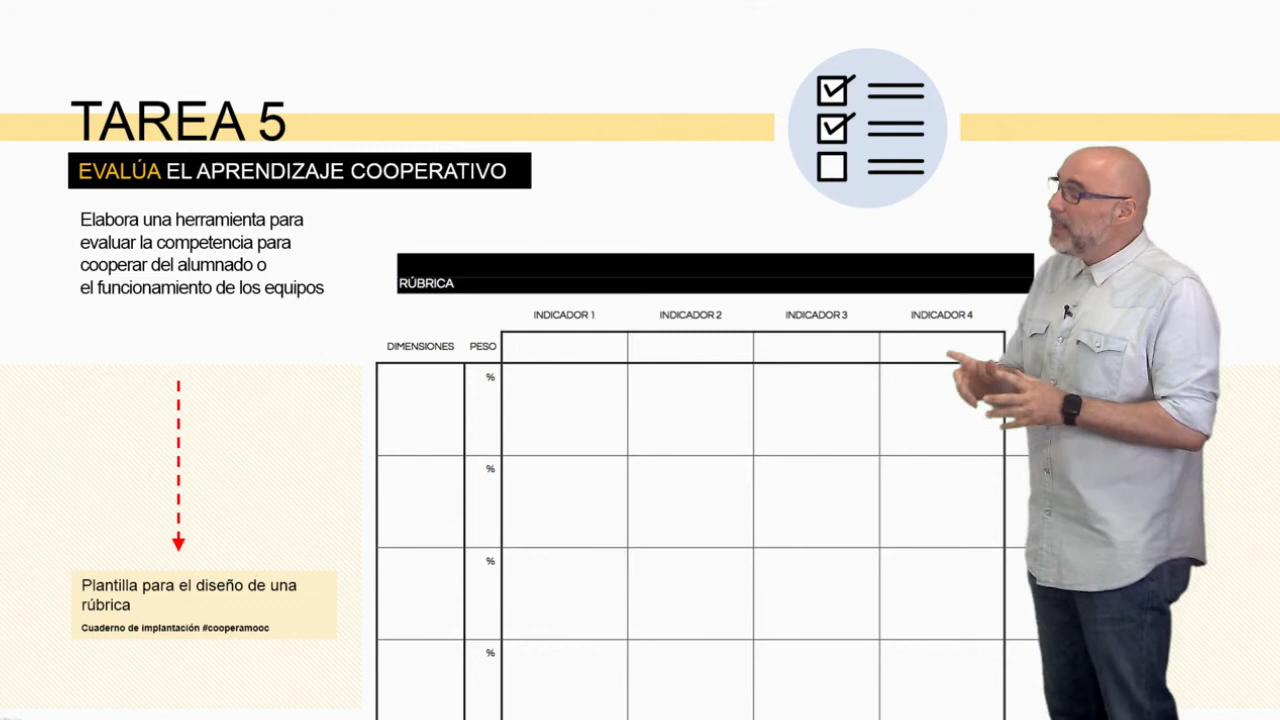 TAREA 5
EVALÚA EL APRENDIZAJE COOPERATIVO
Elabora una herramienta para
evaluar la competencia para
cooperar del alumnado o
el funcionamiento de los equipos
RÚBRICA
INDICADOR 1
INDICADOR 2
INDICADOR 3
INDICADOR 4
DIMENSIONES
PESO
%
%
%
%
Plantilla para el diseño de una
rúbrica
Cuaderno de implantación #cooperamooc